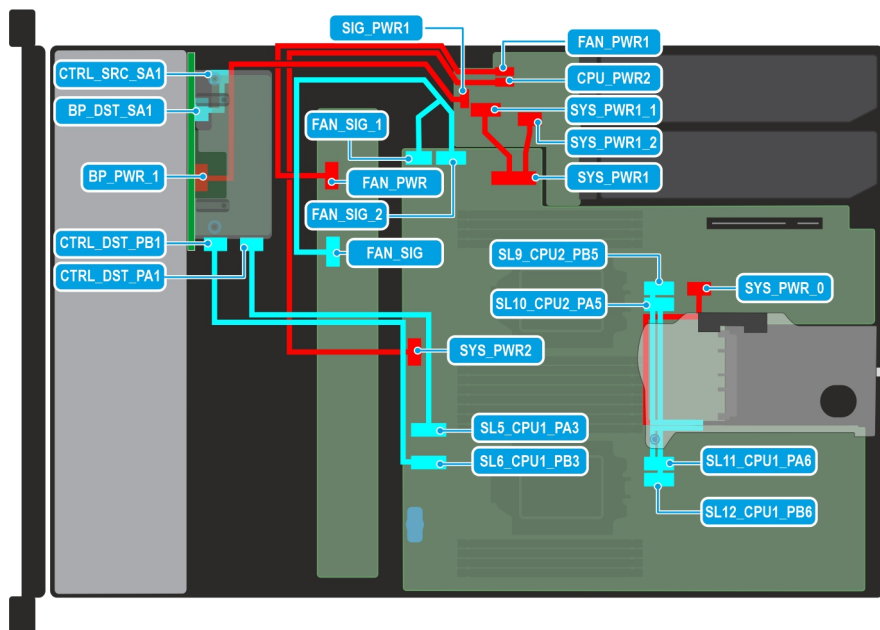 SIG_PWR1
FAN_PWR1
CTRL_SRC_SA1
CPU_PWR2
BP_DST_SA1
SYS_PWR1_1
FAN_SIG_1
SYS_PWR1_2
BP_PWR_1
FAN_PWR
SYS_PWR1
FAN_SIG_2
CTRL_DST_PB1
FAN_SIG
SL9_CPU2_PB5
CTRL_DST_PA1
SYS_PWR_0
SL10_CPU2_PA5
SYS_PWR2
SL5_CPU1_PA3
SL6_CPU1_PB3
SL11_CPU1_PA6
SL12_CPU1_PB6